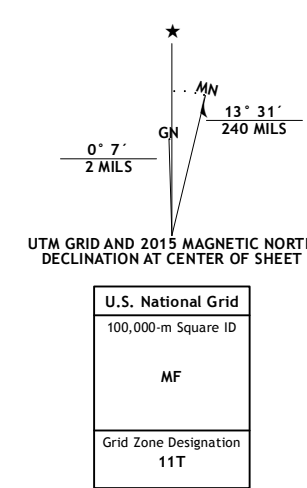 ★
MN
13° 31´
240 MILS
GN
0° 7´
2 MILS
UTM GRID AND 2015 MAGNETIC NORTH
DECLINATION AT CENTER OF SHEET
U.S. National Grid
100,000-m Square ID
MF
Grid Zone Designation
11T